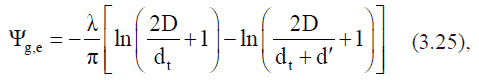 Ψg,e = −λ/π [ ln ( 2D/dt + 1 ) − ln ( 2D/(dt + d′) + 1 ) ] (3.25),